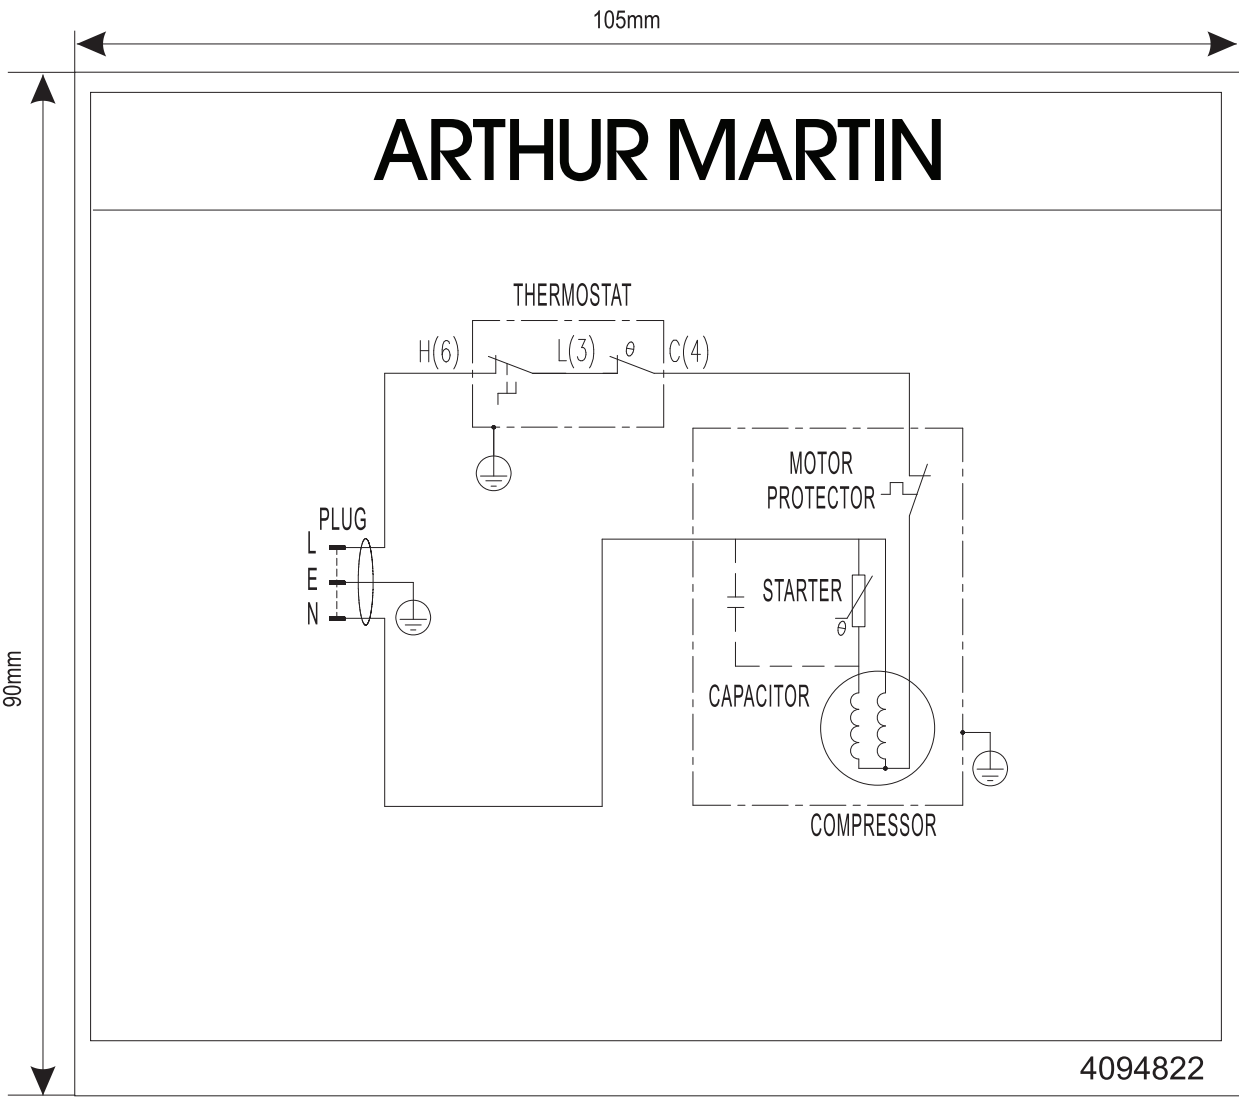 105mm
ARTHUR MARTIN
THERMOSTAT
H(6) L(3) θ C(4)
MOTOR
PROTECTOR
PLUG
L
E
STARTER
N
θ
90mm
CAPACITOR
COMPRESSOR
4094822